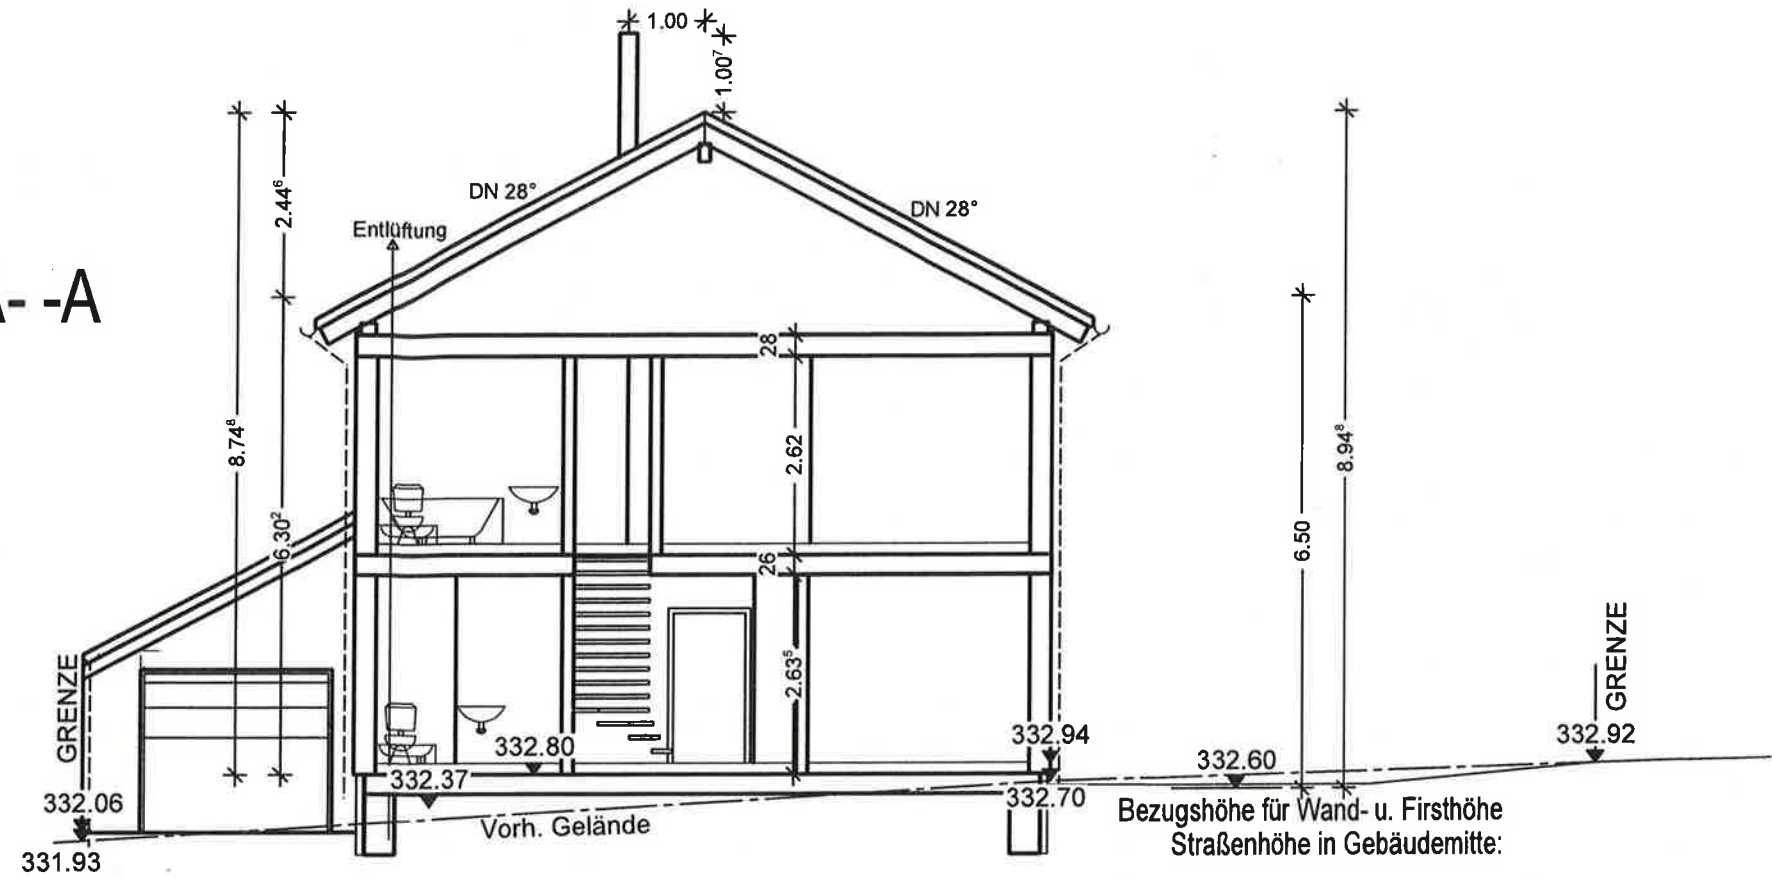 1.00
1.00⁷
2.44⁶
DN 28°
DN 28°
Entlüftung
A- -A
28
8.74⁸
2.62
8.94⁸
6.30²
26
6.50
2.63⁵
GRENZE
GRENZE
332.80
332.94
332.92
332.37
332.60
332.06
332.70
Vorh. Gelände
Bezugshöhe für Wand- u. Firsthöhe
Straßenhöhe in Gebäudemitte:
331.93